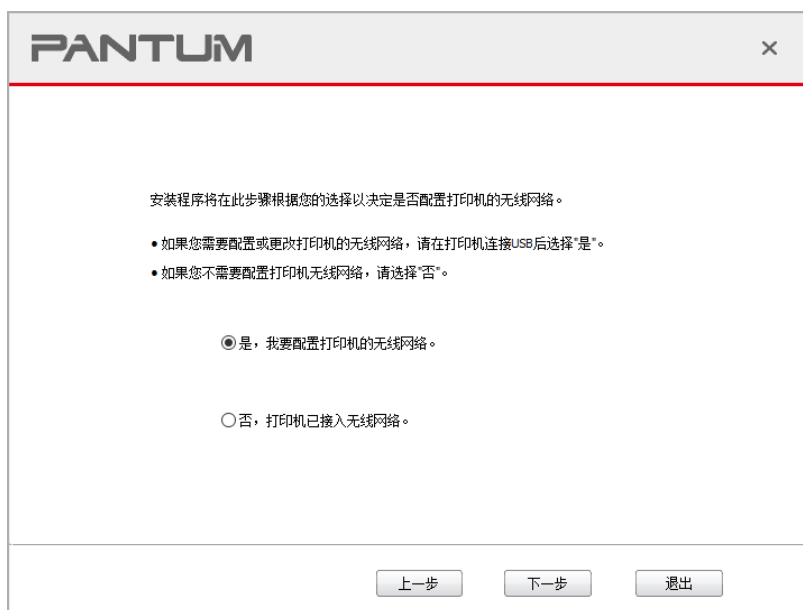 PANTUM
安装程序将在此步骤根据您的选择以决定是否配置打印机的无线网络。
• 如果您需要配置或更改打印机的无线网络，请在打印机连接USB后选择"是"。
• 如果您不需要配置打印机无线网络，请选择"否"。
是，我要配置打印机的无线网络。
否，打印机已接入无线网络。
上一步 下一步 退出